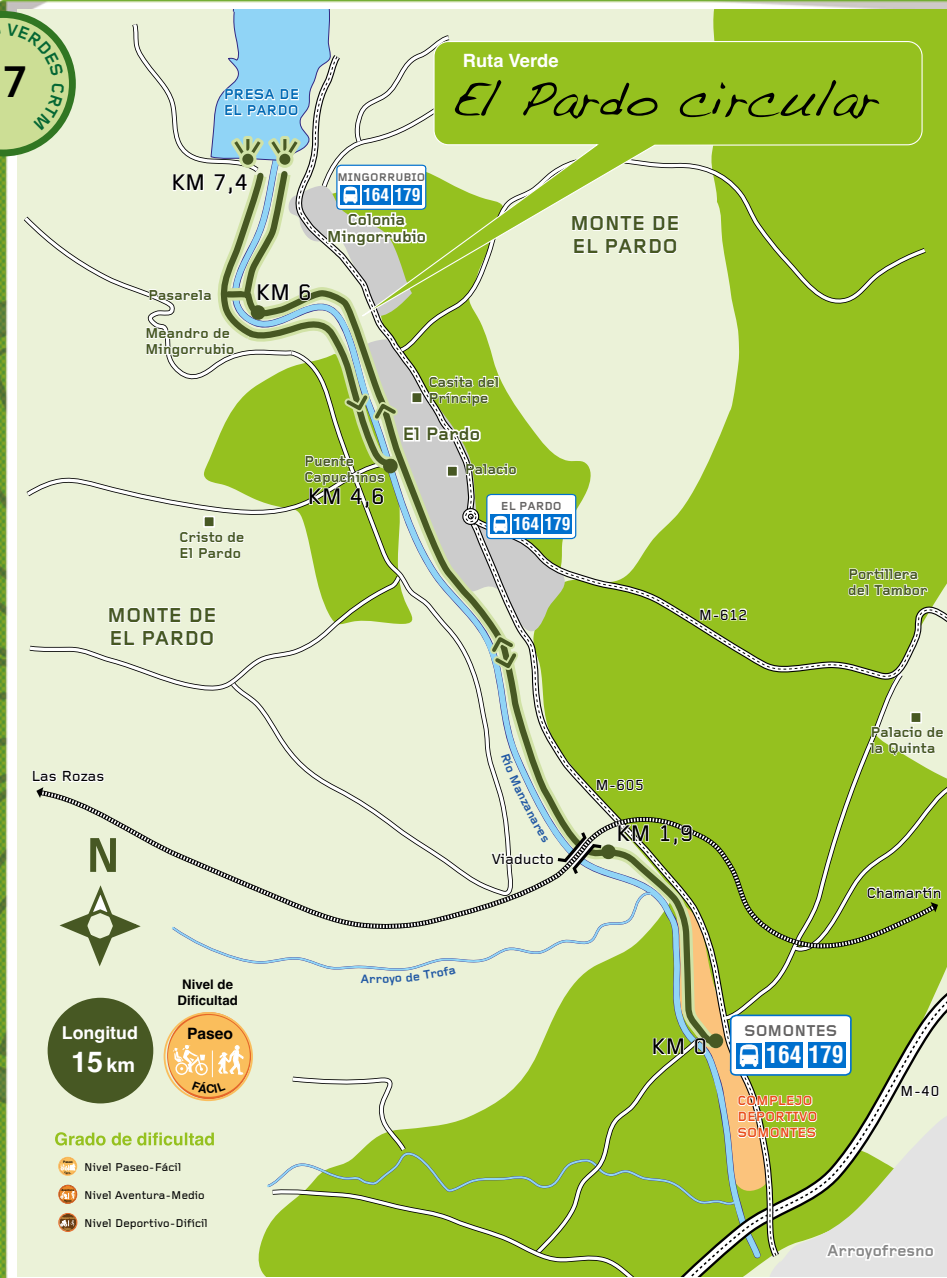 VERDES CRTM
7
Ruta Verde
El Pardo circular
PRESA DE
EL PARDO
KM 7,4
MINGORRUBIO
164 179
Colonia
Mingorrubio
MONTE DE
EL PARDO
Pasarela
KM 6
Meandro de
Mingorrubio
Casita del
Príncipe
El Pardo
Puente
Capuchinos
KM 4,6
Palacio
EL PARDO
164 179
Cristo de
El Pardo
Portillera
del Tambor
MONTE DE
EL PARDO
M-612
Palacio de
la Quinta
Las Rozas
Río Manzanares
M-605
KM 1,9
Viaducto
N
Chamartín
Arroyo de Trofa
Nivel de
Dificultad
Longitud
15 km
Paseo
FÁCIL
KM 0
SOMONTES
164 179
M-40
COMPLEJO
DEPORTIVO
SOMONTES
Grado de dificultad
Nivel Paseo-Fácil
Nivel Aventura-Medio
Nivel Deportivo-Difícil
Arroyofresno